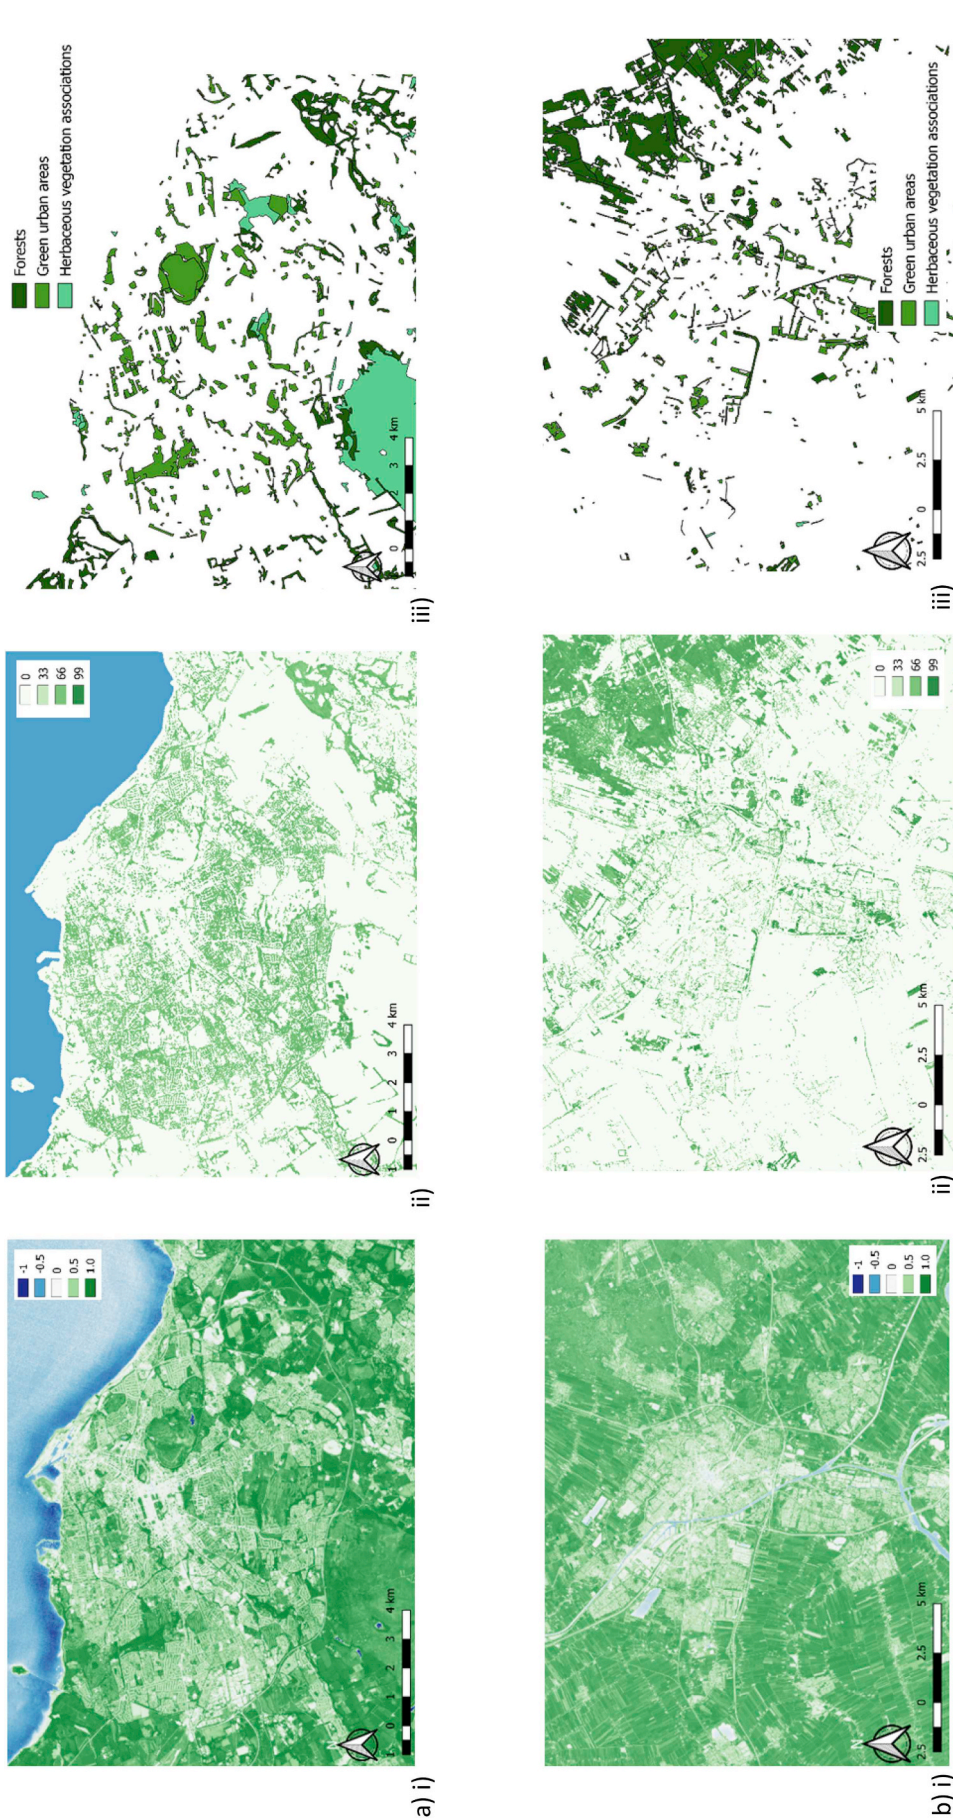 -1
-0.5
0
0.5
1.0
1 0 1 2 3 4 km
a) i)
0
33
66
99
0 1 2 3 4 km
ii)
Forests
Green urban areas
Herbaceous vegetation associations
0 2 3 4 km
iii)
-1
-0.5
0
0.5
1.0
2.5 0 2.5 5 km
b) i)
0
33
66
99
2.5 0 2.5 5 km
ii)
Forests
Green urban areas
Herbaceous vegetation associations
2.5 0 2.5 5 km
iii)